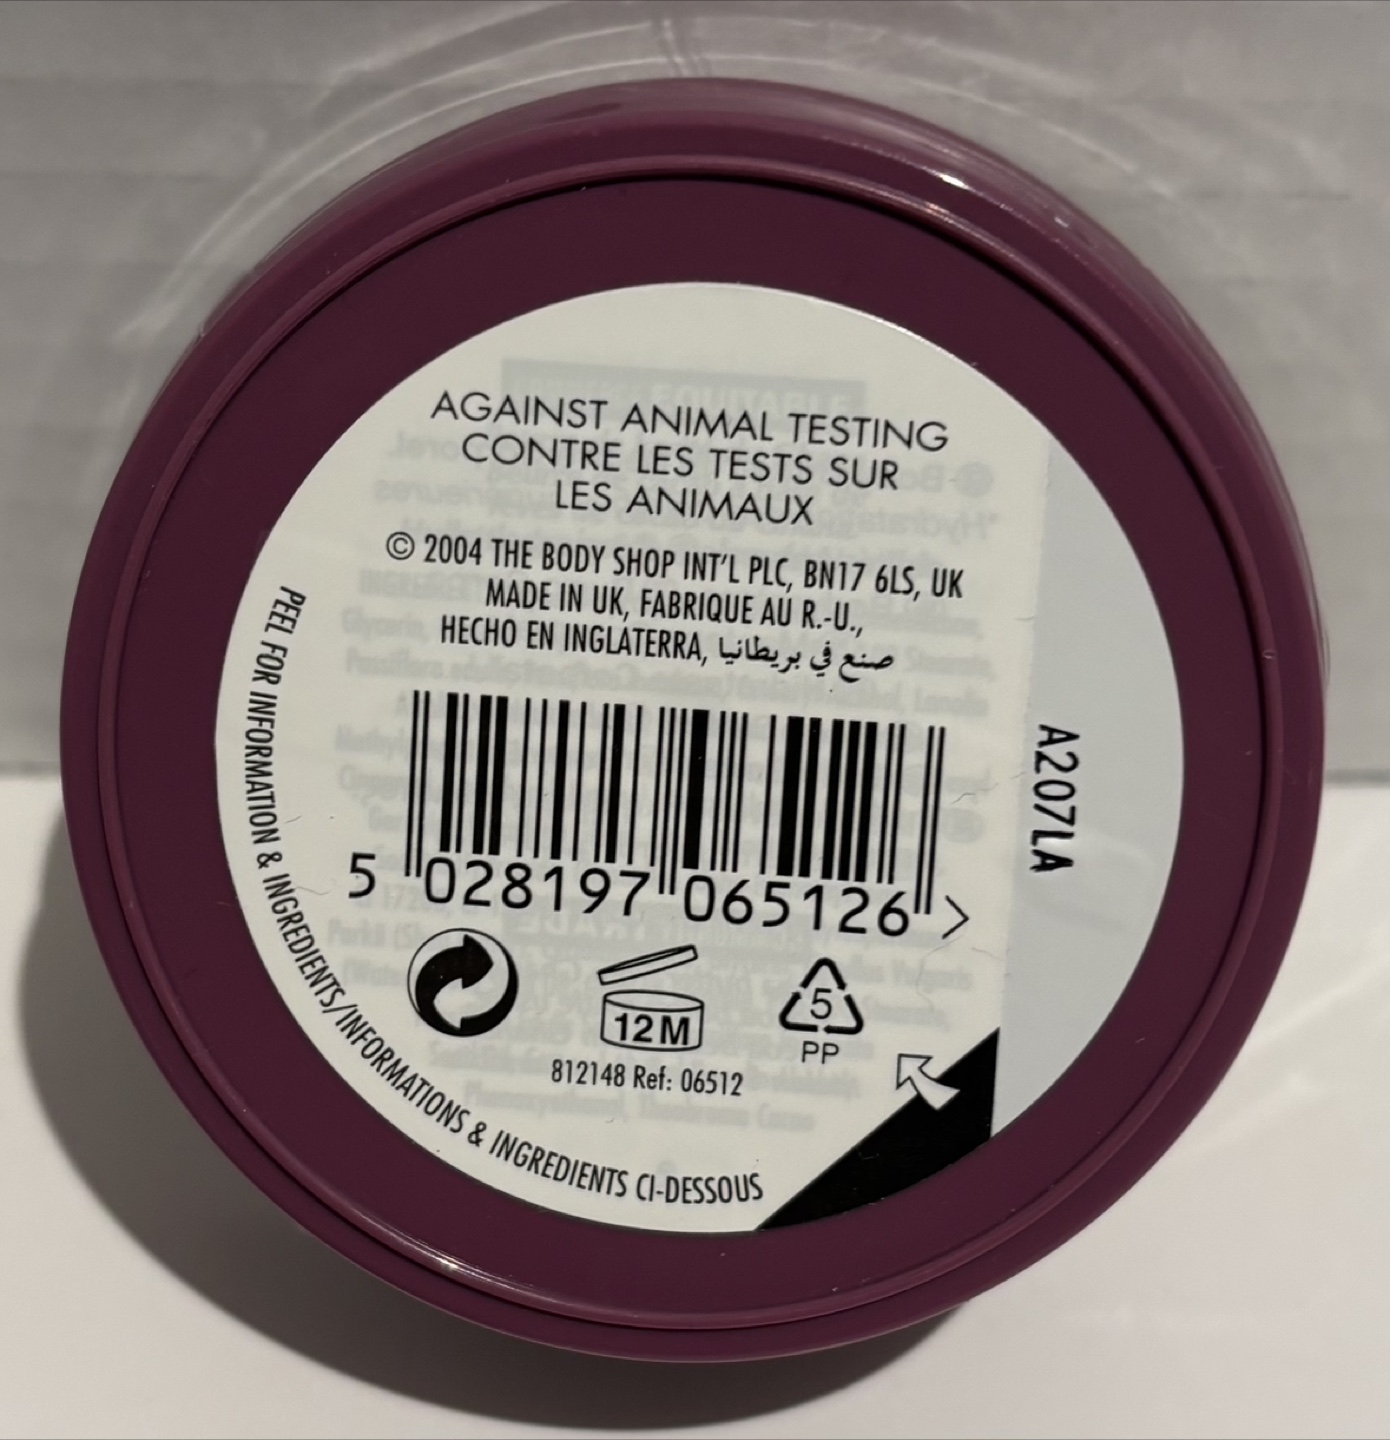 AGAINST ANIMAL TESTING
CONTRE LES TESTS SUR
LES ANIMAUX
© 2004 THE BODY SHOP INT'L PLC, BN17 6LS, UK
MADE IN UK, FABRIQUE AU R.-U.,
HECHO EN INGLATERRA, صنع في بريطانيا
5 028197 065126 >
12M
5
PP
812148 Ref: 06512
PEEL FOR INFORMATION & INGREDIENTS/INFORMATIONS & INGREDIENTS CI-DESSOUS
A207LA